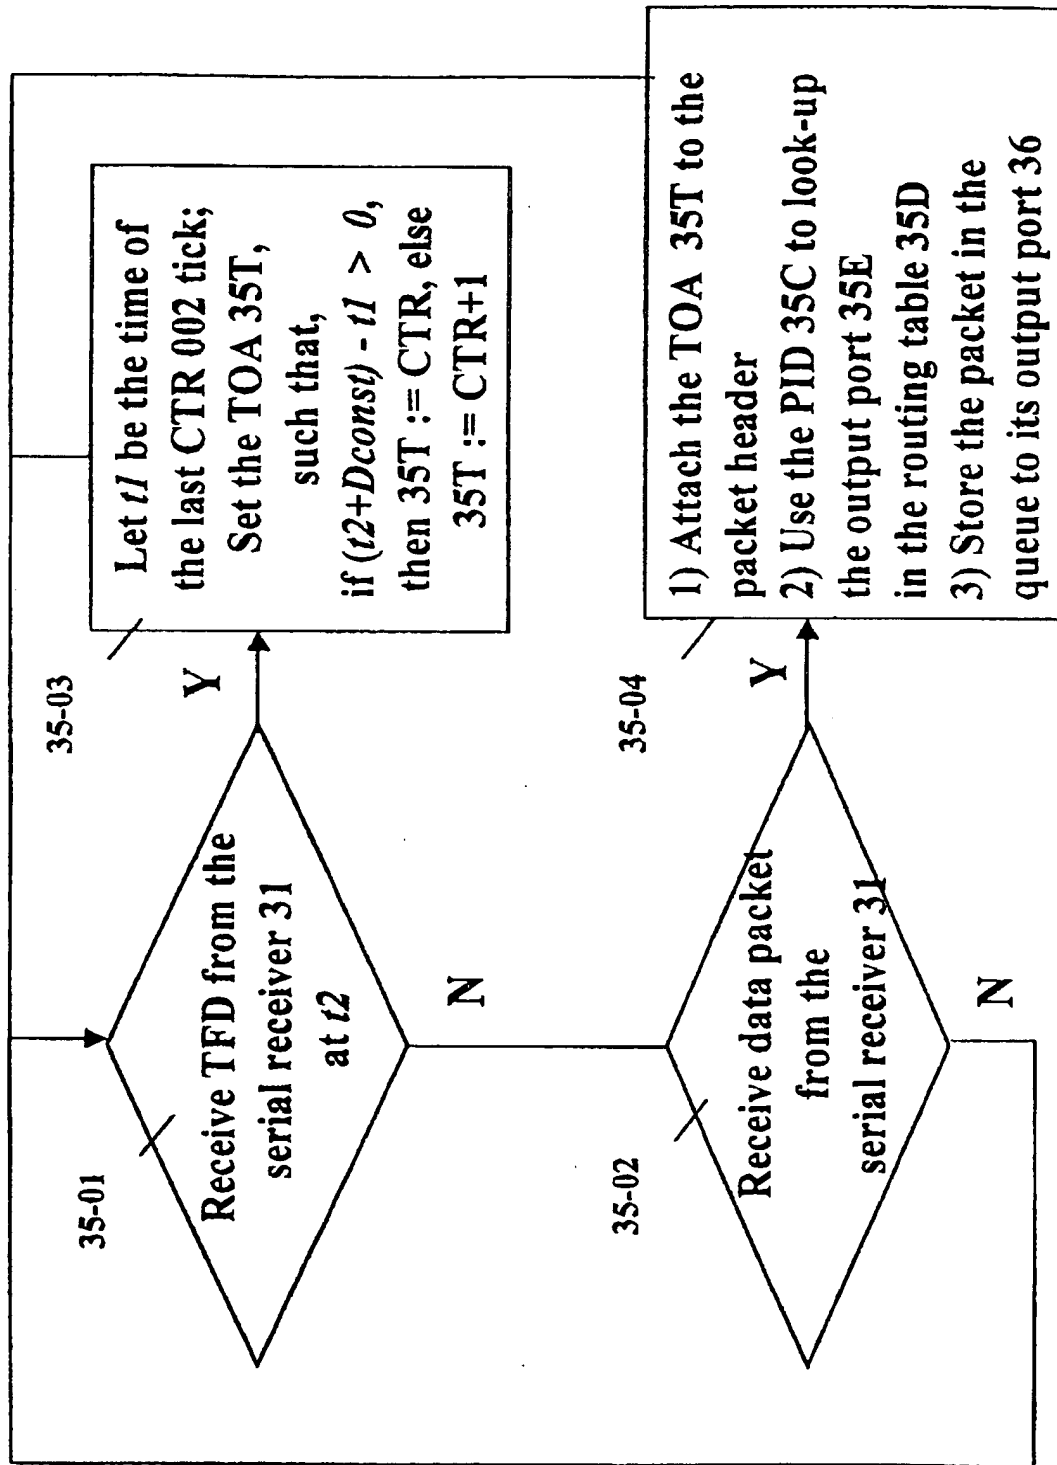 35-01
Receive TFD from the
serial receiver 31
at t2
Y
N
35-03
Let t1 be the time of
the last CTR 002 tick;
Set the TOA 35T,
such that,
if (t2+Dconst) - t1 > 0,
then 35T := CTR, else
35T := CTR+1
35-02
Receive data packet
from the
serial receiver 31
Y
N
35-04
1) Attach the TOA 35T to the
packet header
2) Use the PID 35C to look-up
the output port 35E
in the routing table 35D
3) Store the packet in the
queue to its output port 36